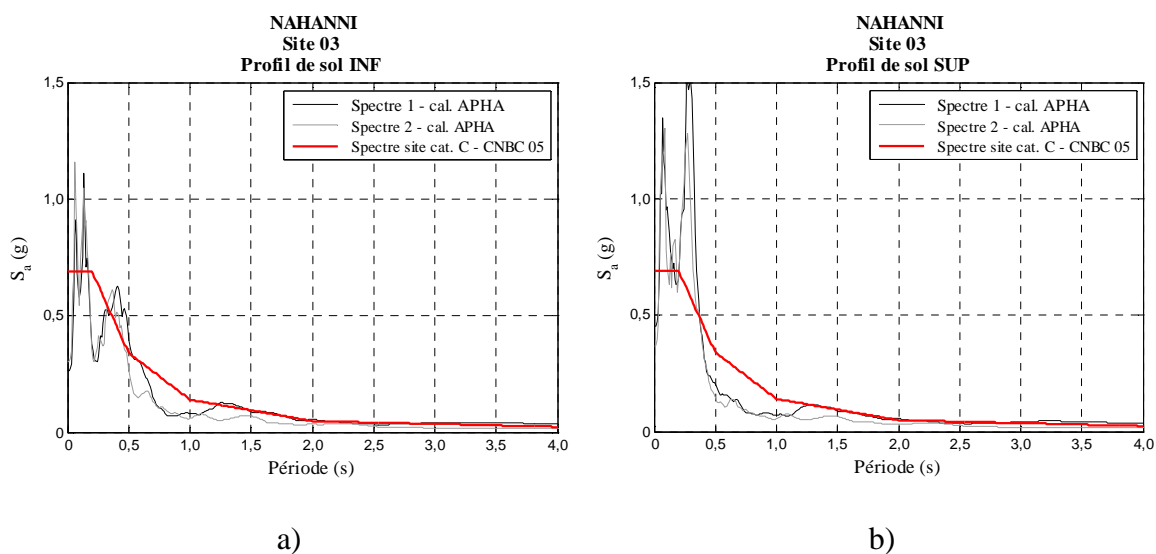 NAHANNI
Site 03
Profil de sol INF
1,5
1,0
0,5
0
Sa (g)
Spectre 1 - cal. APHA
Spectre 2 - cal. APHA
Spectre site cat. C - CNBC 05
0 0,5 1,0 1,5 2,0 2,5 3,0 3,5 4,0
Période (s)
a)
NAHANNI
Site 03
Profil de sol SUP
1,5
1,0
0,5
0
Sa (g)
Spectre 1 - cal. APHA
Spectre 2 - cal. APHA
Spectre site cat. C - CNBC 05
0 0,5 1,0 1,5 2,0 2,5 3,0 3,5 4,0
Période (s)
b)